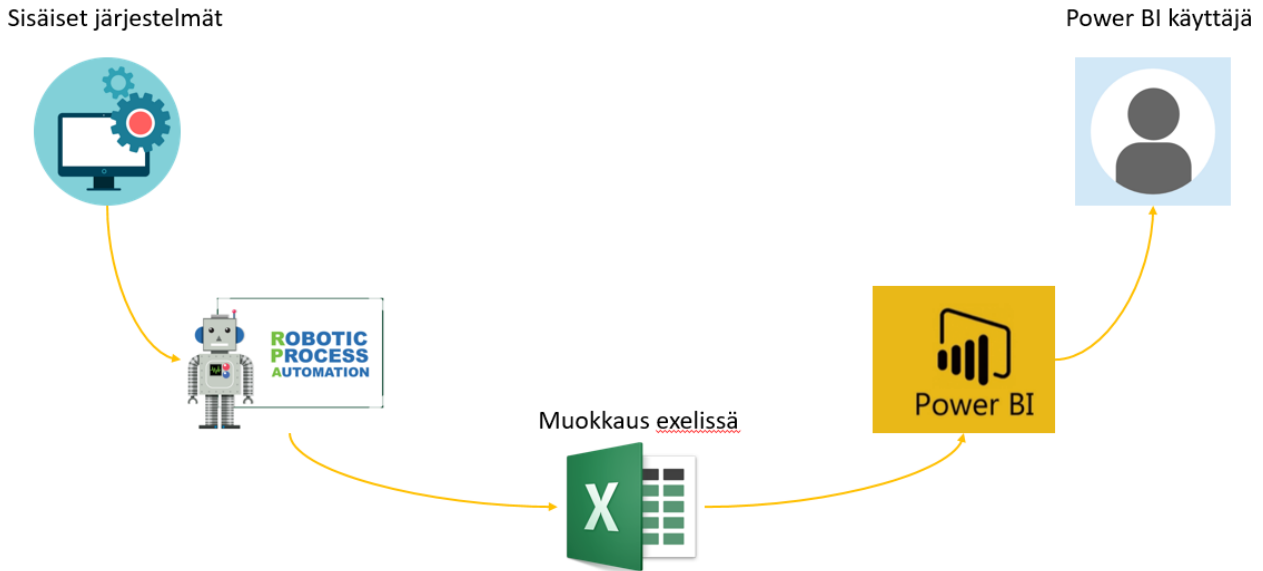 Sisäiset järjestelmät
Power BI käyttäjä
ROBOTIC
PROCESS
AUTOMATION
Muokkaus exelissä
X
Power BI